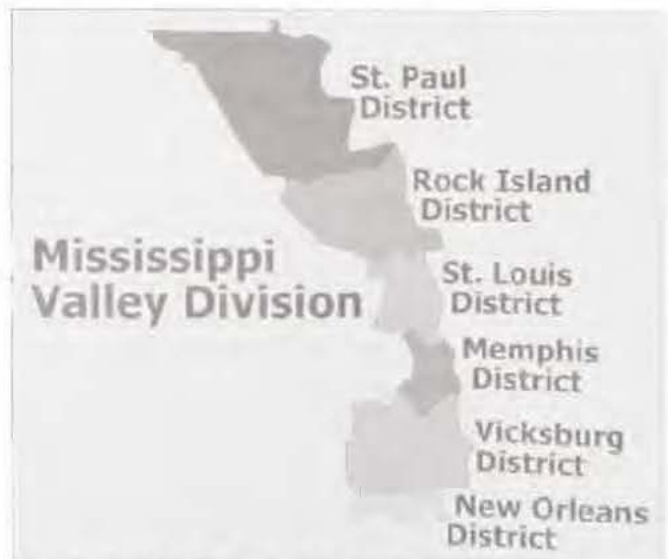 St. Paul
District
Rock Island
District
Mississippi
Valley Division
St. Louis
District
Memphis
District
Vicksburg
District
New Orleans
District